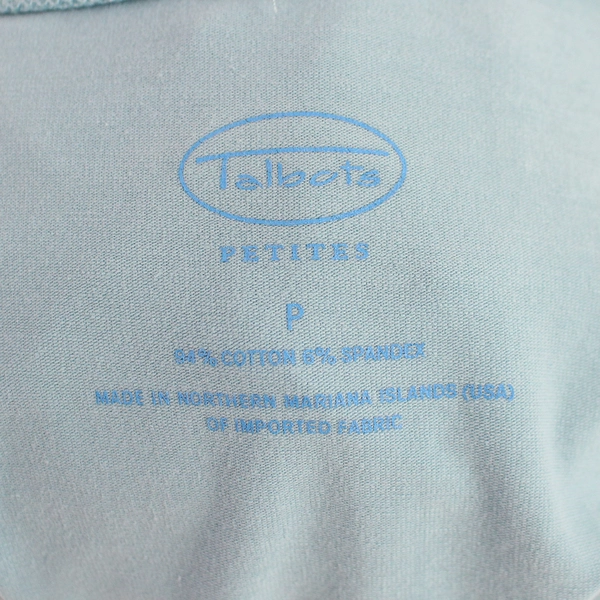 Talbots
PETITES
P
94% COTTON 6% SPANDEX
MADE IN NORTHERN MARIANA ISLANDS (USA)
OF IMPORTED FABRIC